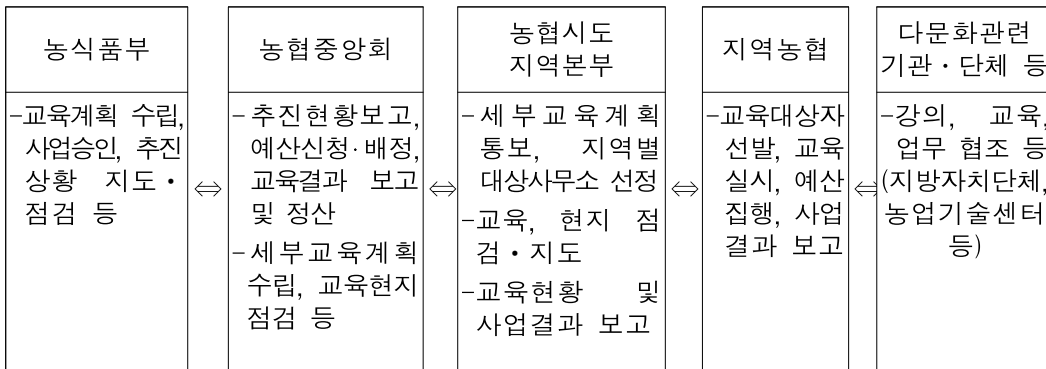 농식품부
-교육계획 수립,
사업승인, 추진
상황 지도・
점검 등
⇔
농협중앙회
-추진현황보고,
예산신청·배정,
교육결과 보고
및 정산
-세부교육계획
수립, 교육현지
점검 등
⇔
농협시도
지역본부
-세부교육계획
통보, 지역별
대상사무소 선정
-교육, 현지 점
검・지도
-교육현황 및
사업결과 보고
⇔
지역농협
-교육대상자
선발, 교육
실시, 예산
집행, 사업
결과 보고
⇔
다문화관련
기관・단체 등
-강의, 교육,
업무 협조 등
(지방자치단체,
농업기술센터
등)